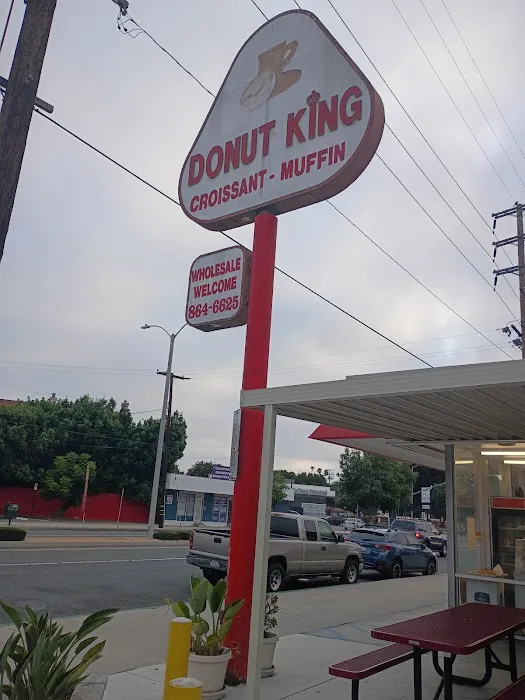 DONUT KING
CROISSANT - MUFFIN
WHOLESALE
WELCOME
864-6625